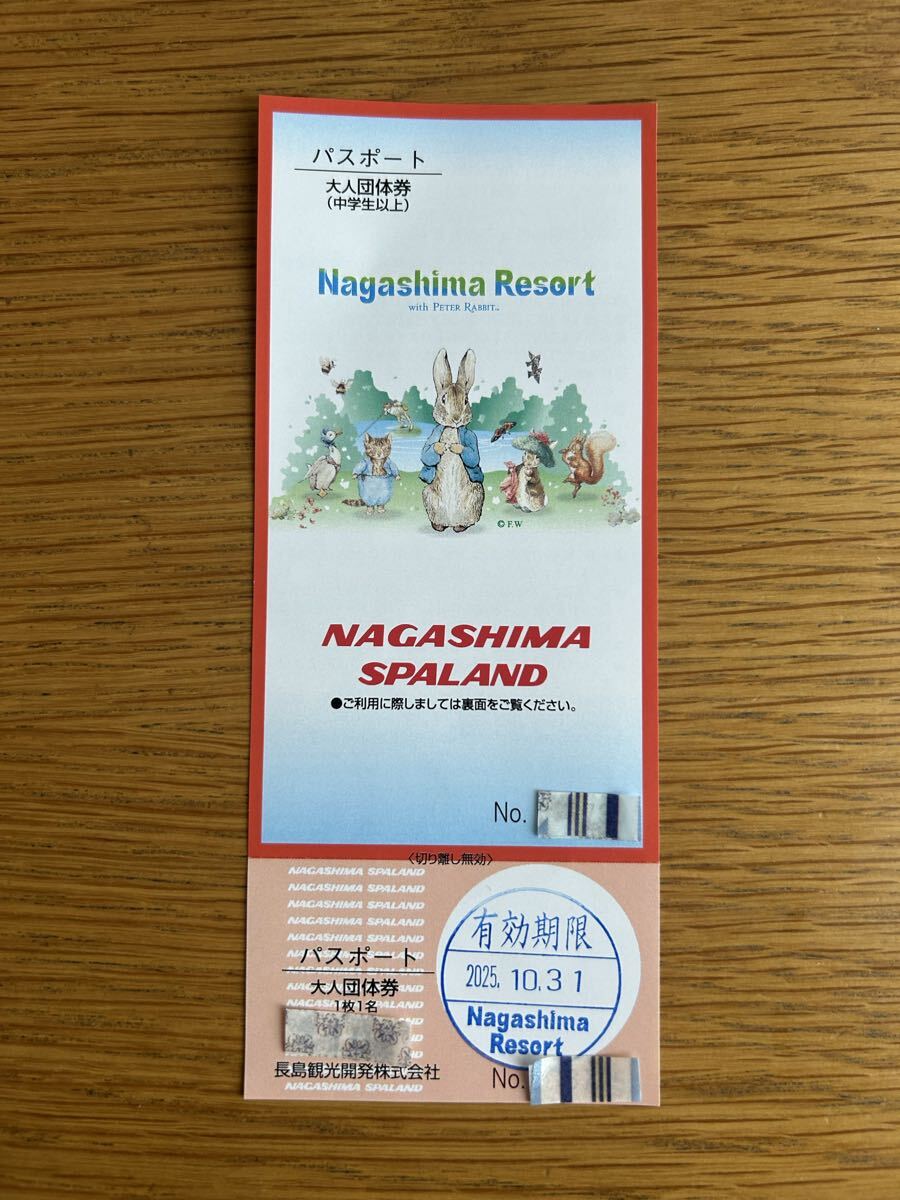 パスポート
大人団体券
(中学生以上)
Nagashima Resort
with PETER RABBIT™
© F.W
NAGASHIMA
SPALAND
●ご利用に際しましては裏面をご覧ください。
No.
〈切り離し無効〉
NAGASHIMA SPALAND
NAGASHIMA SPALAND
NAGASHIMA SPALAND
NAGASHIMA SPALAND
NAGASHIMA SPALAND
パスポート
大人団体券
1枚1名
長島観光開発株式会社
NAGASHIMA SPALAND
有効期限
2025. 10.31
Nagashima
Resort
No.